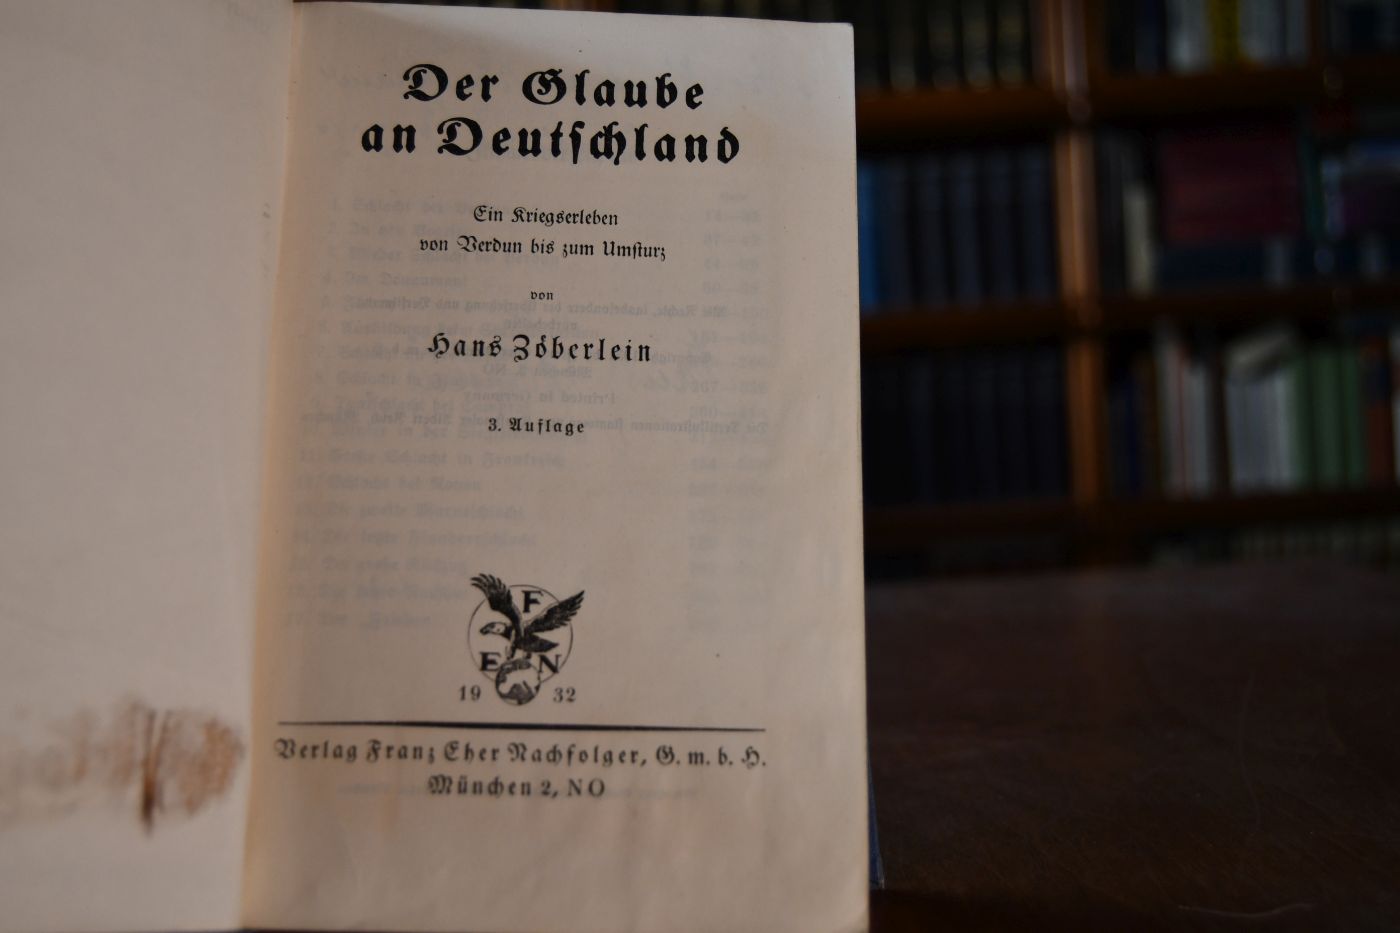 Der Glaube
an Deutschland
Ein Kriegserleben
von Verdun bis zum Umsturz
von
Hans Zöberlein
3. Auflage
F
E N
19 32
Verlag Franz Eher Nachfolger, G. m. b. H.
München 2, NO